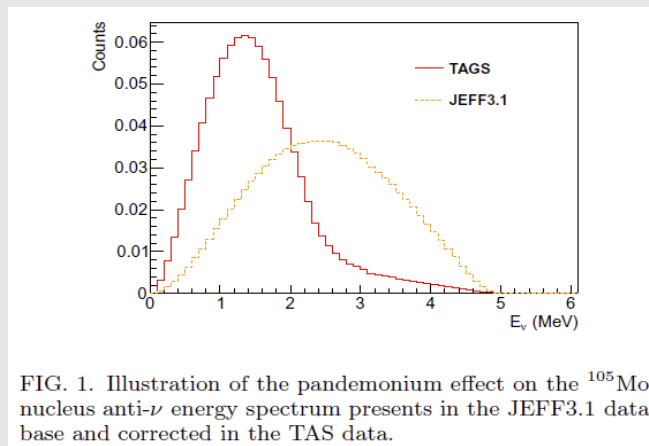 Counts
0.06
0.05
0.04
0.03
0.02
0.01
0
TAGS
JEFF3.1
0 1 2 3 4 5 6
Eν (MeV)
FIG. 1. Illustration of the pandemonium effect on the ¹⁰⁵Mo
nucleus anti-ν energy spectrum presents in the JEFF3.1 data
base and corrected in the TAS data.